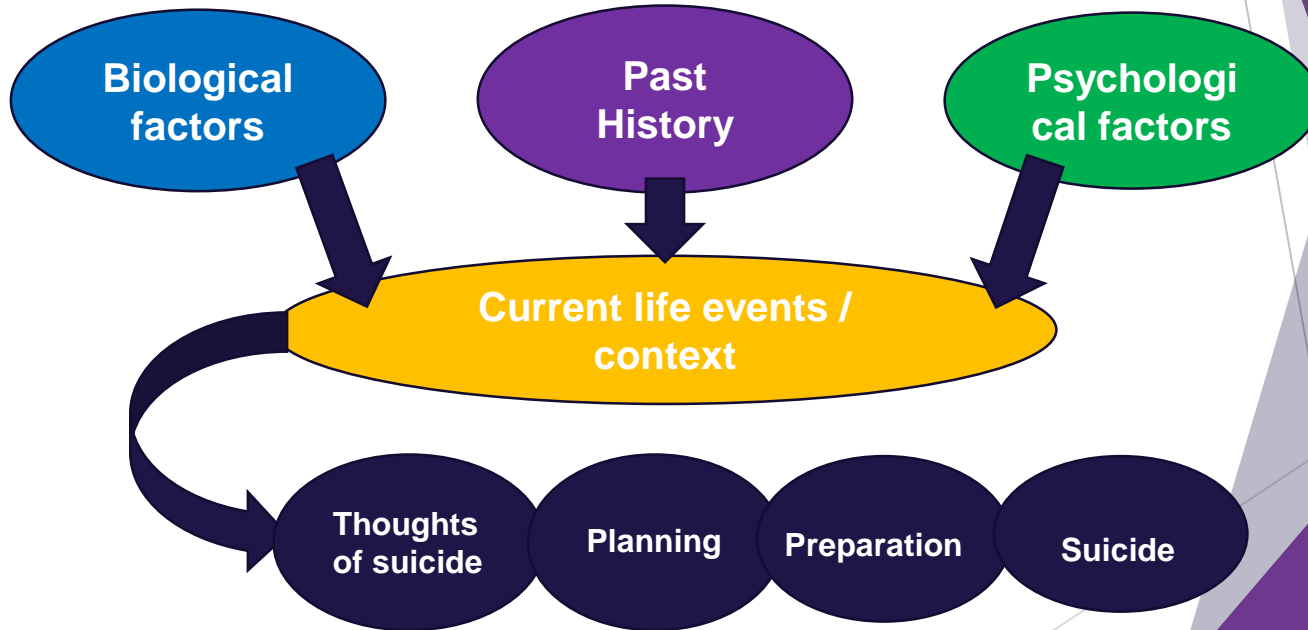 Biological
factors
Past
History
Psychologi
cal factors
Current life events /
context
Thoughts
of suicide
Planning
Preparation
Suicide